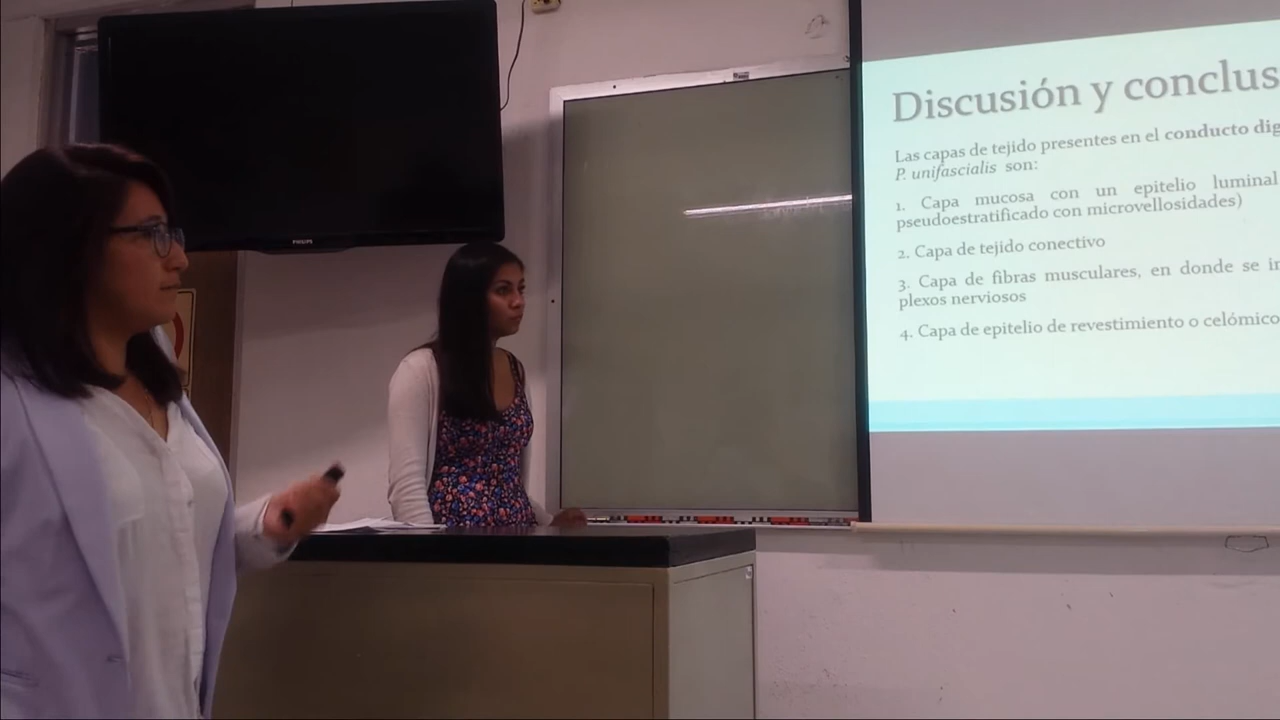 PHILIPS
Discusión y conclus
Las capas de tejido presentes en el conducto dig
P. unifascialis son:
1. Capa mucosa con un epitelio luminal
pseudoestratificado con microvellosidades)
2. Capa de tejido conectivo
3. Capa de fibras musculares, en donde se in
plexos nerviosos
4. Capa de epitelio de revestimiento o celómico